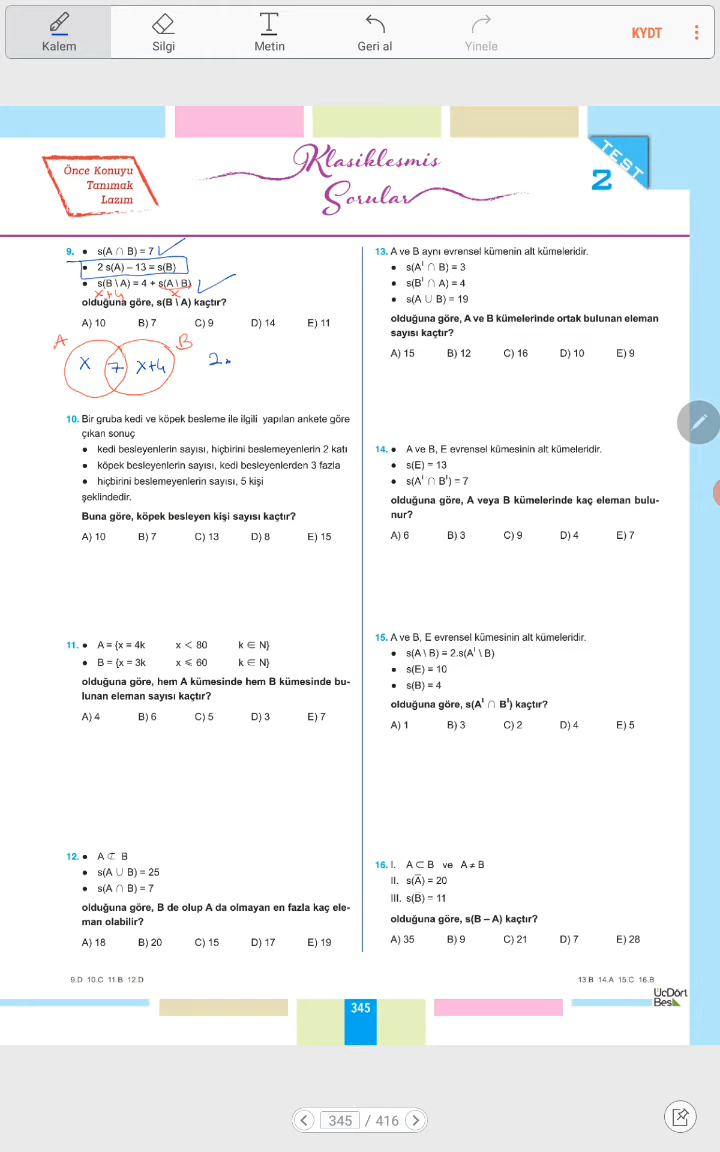 Kalem
Silgi
Metin
Geri al
Yinele
KYDT
Önce Konuyu
Tanımak
Lazım
Klasikleşmiş
Sorular
TEST
2
9. • s(A ∩ B) = 7
• 2 s(A) – 13 = s(B)
• s(B \ A) = 4 + s(A \ B)
x+4 x
olduğuna göre, s(B \ A) kaçtır?
A) 10 B) 7 C) 9 D) 14 E) 11
A B
x 7 x+4 2.
10. Bir gruba kedi ve köpek besleme ile ilgili yapılan ankete göre
çıkan sonuç
• kedi besleyenlerin sayısı, hiçbirini beslemeyenlerin 2 katı
• köpek besleyenlerin sayısı, kedi besleyenlerden 3 fazla
• hiçbirini beslemeyenlerin sayısı, 5 kişi
şeklindedir.
Buna göre, köpek besleyen kişi sayısı kaçtır?
A) 10 B) 7 C) 13 D) 8 E) 15
11. • A = {x = 4k x < 80 k ∈ N}
• B = {x = 3k x ⩽ 60 k ∈ N}
olduğuna göre, hem A kümesinde hem B kümesinde bu-
lunan eleman sayısı kaçtır?
A) 4 B) 6 C) 5 D) 3 E) 7
12. • A ⊄ B
• s(A ∪ B) = 25
• s(A ∩ B) = 7
olduğuna göre, B de olup A da olmayan en fazla kaç ele-
man olabilir?
A) 18 B) 20 C) 15 D) 17 E) 19
9.D 10.C 11.B 12.D
13. A ve B aynı evrensel kümenin alt kümeleridir.
• s(Aᴵ ∩ B) = 3
• s(Bᴵ ∩ A) = 4
• s(A ∪ B) = 19
olduğuna göre, A ve B kümelerinde ortak bulunan eleman
sayısı kaçtır?
A) 15 B) 12 C) 16 D) 10 E) 9
14. • A ve B, E evrensel kümesinin alt kümeleridir.
• s(E) = 13
• s(Aᴵ ∩ Bᴵ) = 7
olduğuna göre, A veya B kümelerinde kaç eleman bulu-
nur?
A) 6 B) 3 C) 9 D) 4 E) 7
15. A ve B, E evrensel kümesinin alt kümeleridir.
• s(A \ B) = 2.s(Aᴵ \ B)
• s(E) = 10
• s(B) = 4
olduğuna göre, s(Aᴵ ∩ Bᴵ) kaçtır?
A) 1 B) 3 C) 2 D) 4 E) 5
16. I. A ⊂ B ve A ≠ B
II. s(A̅) = 20
III. s(B̅) = 11
olduğuna göre, s(B – A) kaçtır?
A) 35 B) 9 C) 21 D) 7 E) 28
13.B 14.A 15.C 16.B
ÜçDört
Beş
345
345 / 416